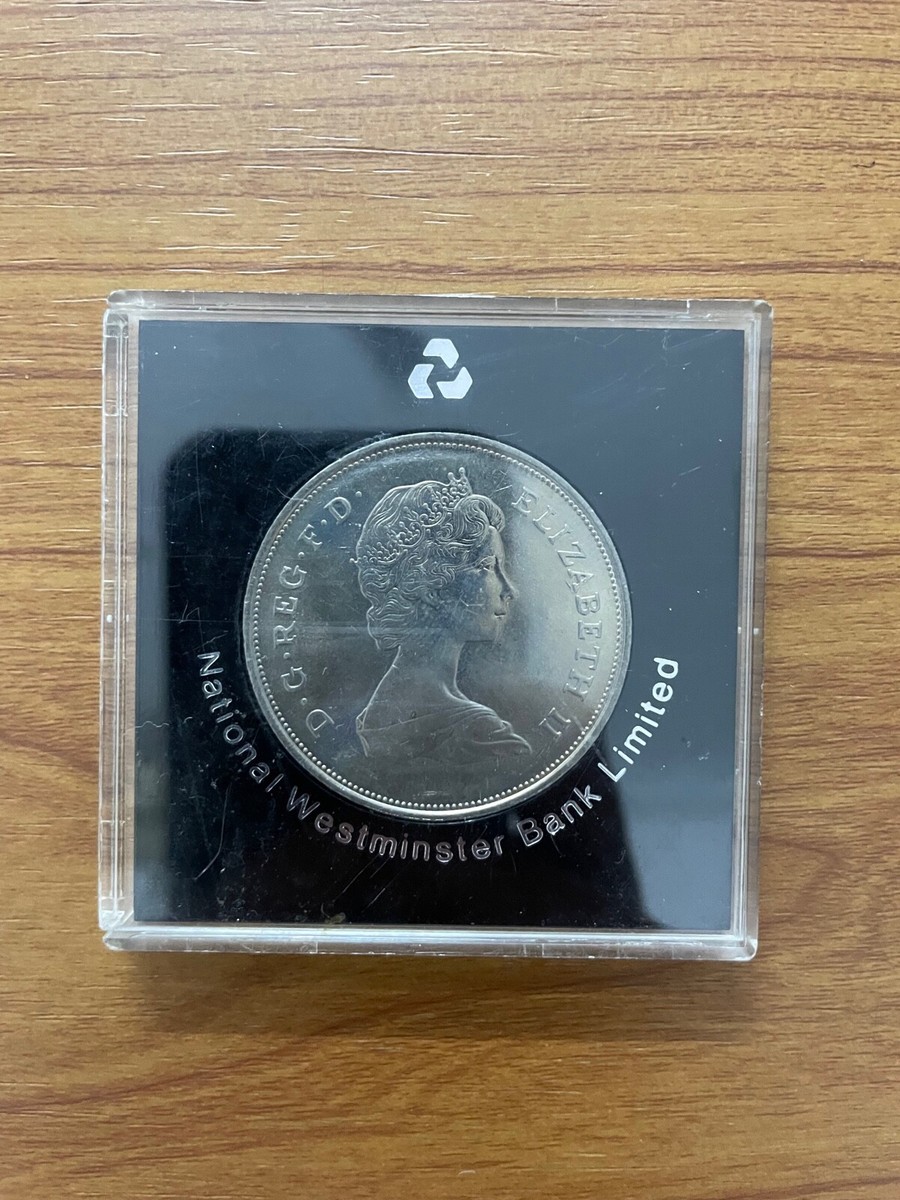 D·G·REG·F·D· ELIZABETH II
National Westminster Bank Limited